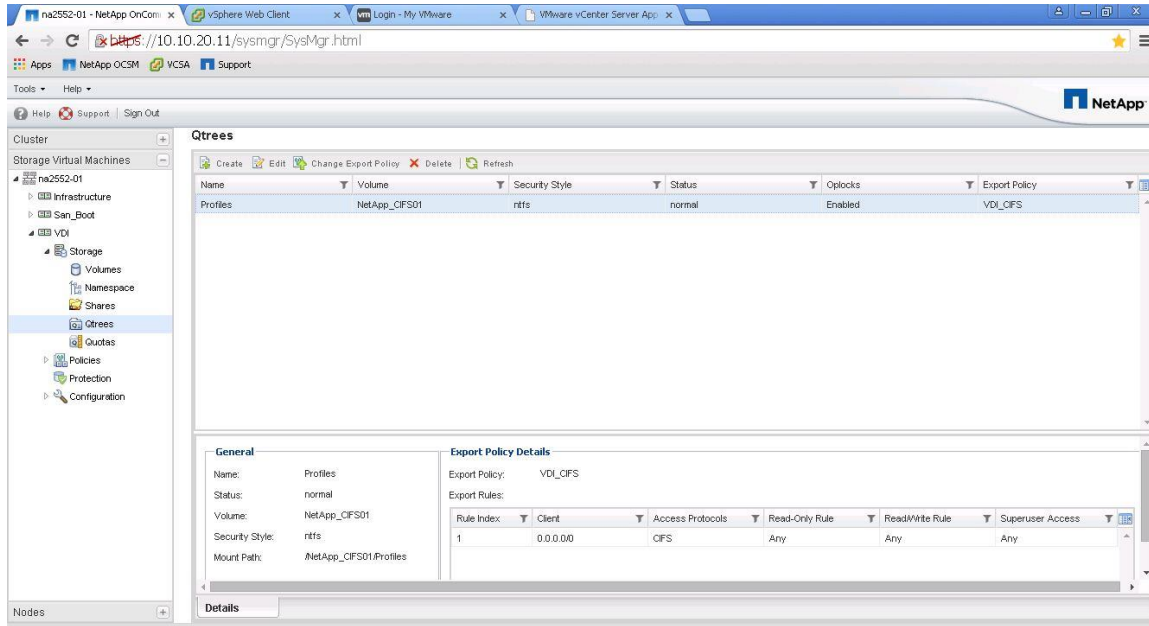 na2552-01 - NetApp OnCom
vSphere Web Client
vm Login - My VMware
VMware vCenter Server App
https://10.10.20.11/sysmgr/SysMgr.html
Apps NetApp OCSM VCSA Support
Tools Help
NetApp
Help Support Sign Out
Cluster
Storage Virtual Machines
na2552-01
Infrastructure
San_Boot
VDI
Storage
Volumes
Namespace
Shares
Qtrees
Quotas
Policies
Protection
Configuration
Nodes
Qtrees
Create Edit Change Export Policy Delete Refresh
Name Volume Security Style Status Oplocks Export Policy
Profiles NetApp_CIFS01 ntfs normal Enabled VDI_CIFS
General
Name: Profiles
Status: normal
Volume: NetApp_CIFS01
Security Style: ntfs
Mount Path: /NetApp_CIFS01/Profiles
Export Policy Details
Export Policy: VDI_CIFS
Export Rules:
Rule Index Client Access Protocols Read-Only Rule Read/Write Rule Superuser Access
1 0.0.0.0/0 CIFS Any Any Any
Details